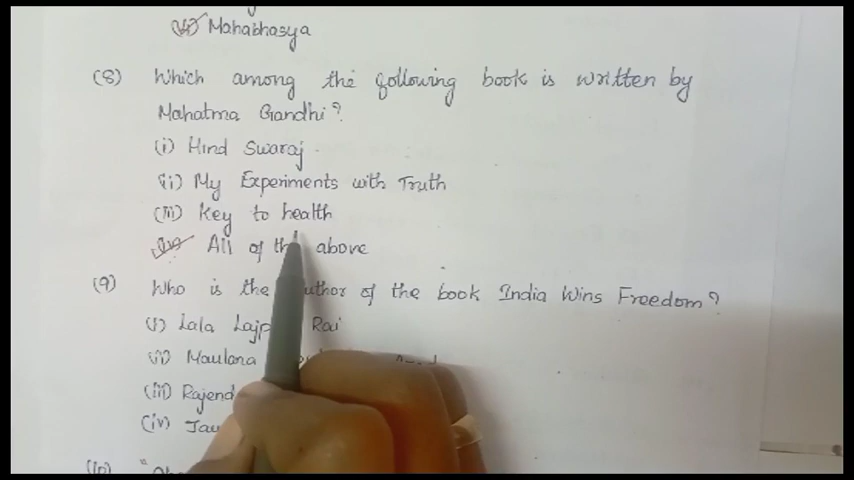 (iv) Mahabhasya
(8) Which among the following book is written by
Mahatma Gandhi?
(i) Hind Swaraj
(ii) My Experiments with Truth
(iii) Key to health
(iv) All of the above
(9) Who is the author of the book India Wins Freedom?
(i) Lala Lajp Rai
(ii) Maulana
(iii) Rajend
(iv)
(10)